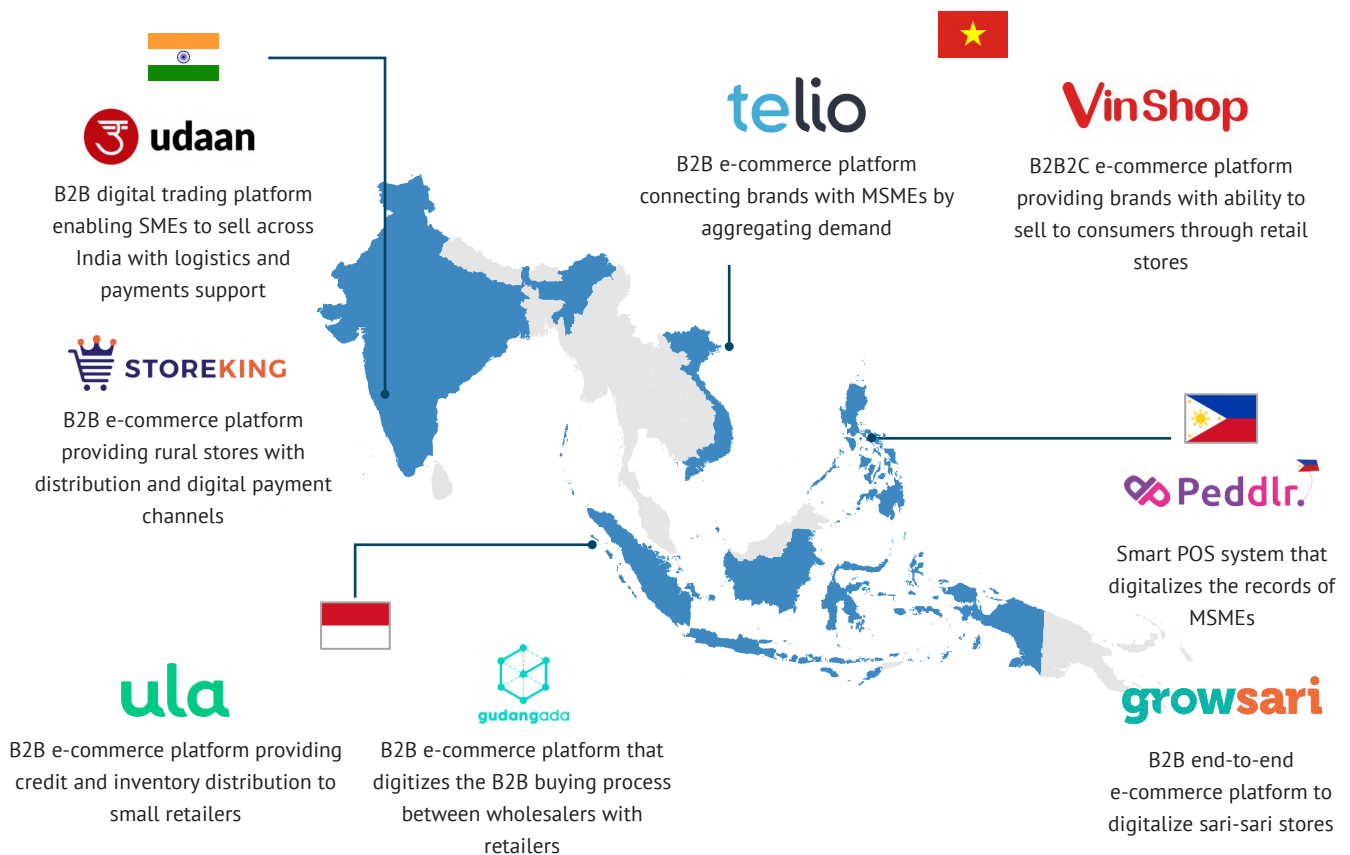 udaan
B2B digital trading platform
enabling SMEs to sell across
India with logistics and
payments support
STOREKING
B2B e-commerce platform
providing rural stores with
distribution and digital payment
channels
telio
B2B e-commerce platform
connecting brands with MSMEs by
aggregating demand
VinShop
B2B2C e-commerce platform
providing brands with ability to
sell to consumers through retail
stores
Peddlr.
Smart POS system that
digitalizes the records of
MSMEs
growsari
B2B end-to-end
e-commerce platform to
digitalize sari-sari stores
ula
B2B e-commerce platform providing
credit and inventory distribution to
small retailers
gudangada
B2B e-commerce platform that
digitizes the B2B buying process
between wholesalers with
retailers